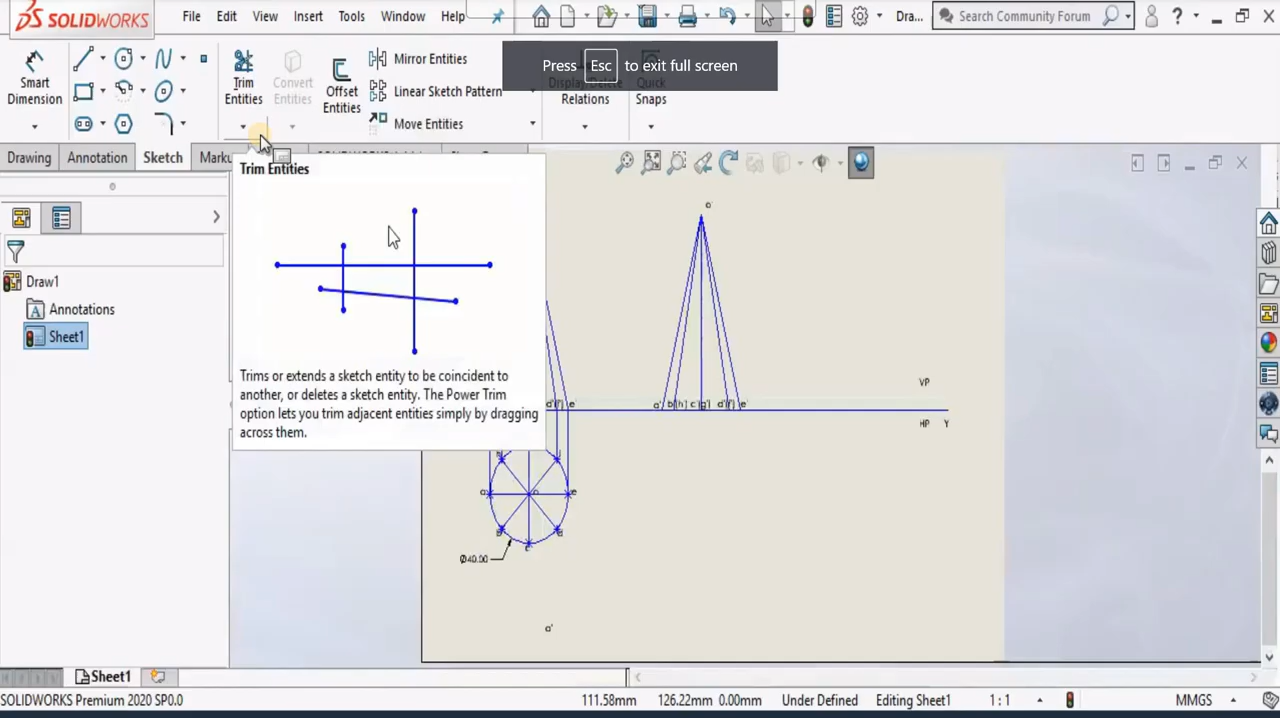 SOLIDWORKS File Edit View Insert Tools Window Help Dra... Search Community Forum ?
Press Esc to exit full screen
Smart Dimension
Trim Entities
Convert Entities
Offset Entities
Mirror Entities
Linear Sketch Pattern
Move Entities
Display/Delete Relations
Quick Snaps
Drawing Annotation Sketch Marku
Trim Entities
Trims or extends a sketch entity to be coincident to
another, or deletes a sketch entity. The Power Trim
option lets you trim adjacent entities simply by dragging
across them.
Draw1
A Annotations
Sheet1
o'
VP
d'(f') e' a' b'[h'] c'[g'] d'[f'] e'
HP Y
a o e
c
Ø40.00
a'
Sheet1
SOLIDWORKS Premium 2020 SP0.0 111.58mm 126.22mm 0.00mm Under Defined Editing Sheet1 1 : 1 MMGS